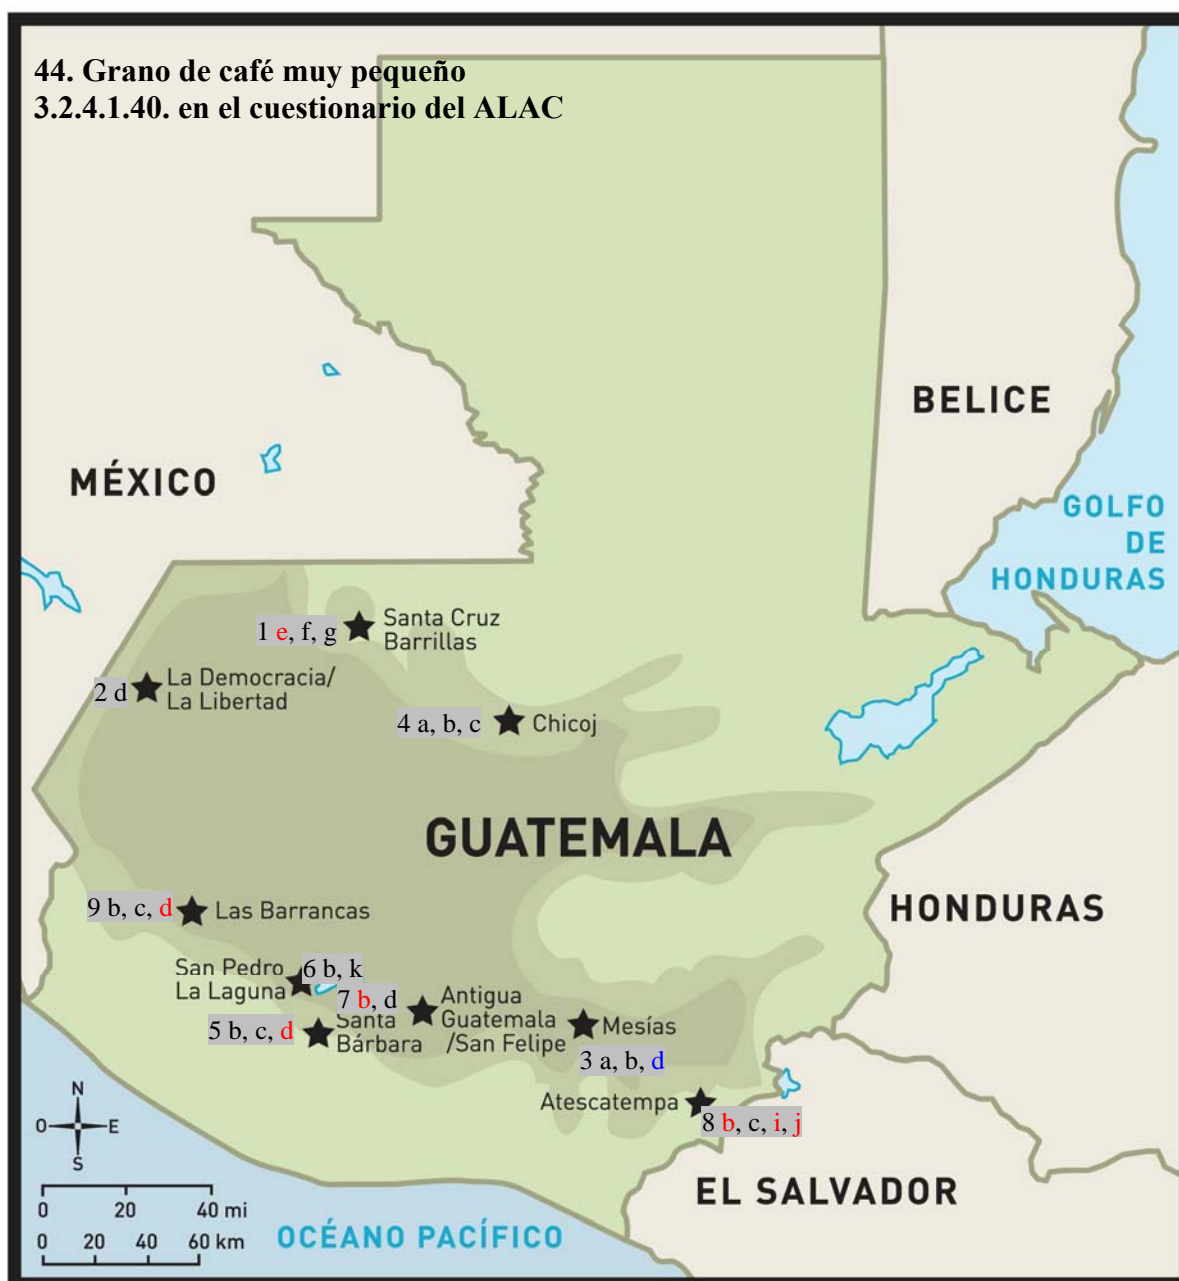 44. Grano de café muy pequeño
3.2.4.1.40. en el cuestionario del ALAC
BELICE
MÉXICO
GOLFO
DE
HONDURAS
1 e, f, g
Santa Cruz
Barrillas
2 d
La Democracia/
La Libertad
4 a, b, c
Chicoj
GUATEMALA
HONDURAS
9 b, c, d
Las Barrancas
San Pedro
La Laguna
6 b, k
7 b, d
Antigua
Guatemala
/San Felipe
5 b, c, d
Santa
Bárbara
Mesías
3 a, b, d
Atescatempa
8 b, c, i, j
N
O
E
S
EL SALVADOR
0 20 40 mi
0 20 40 60 km
OCÉANO PACÍFICO